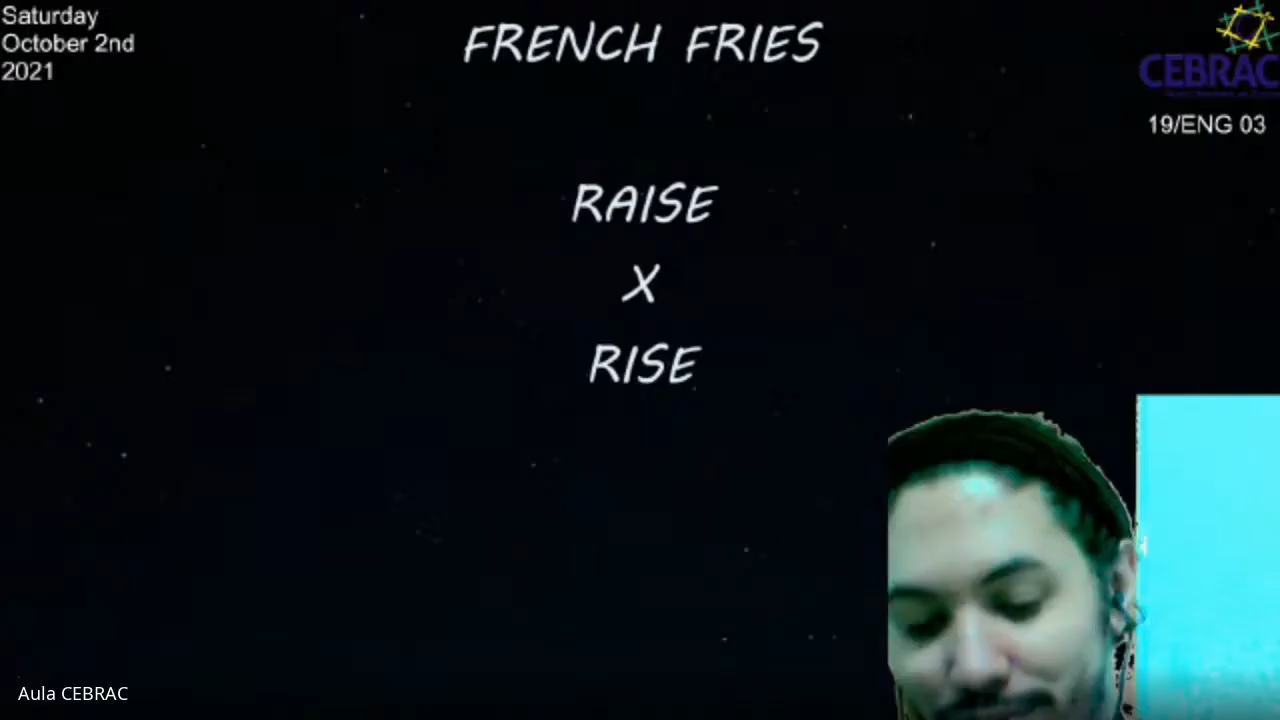 Saturday
October 2nd
2021
FRENCH FRIES
CEBRAC
19/ENG 03
RAISE
X
RISE
Aula CEBRAC